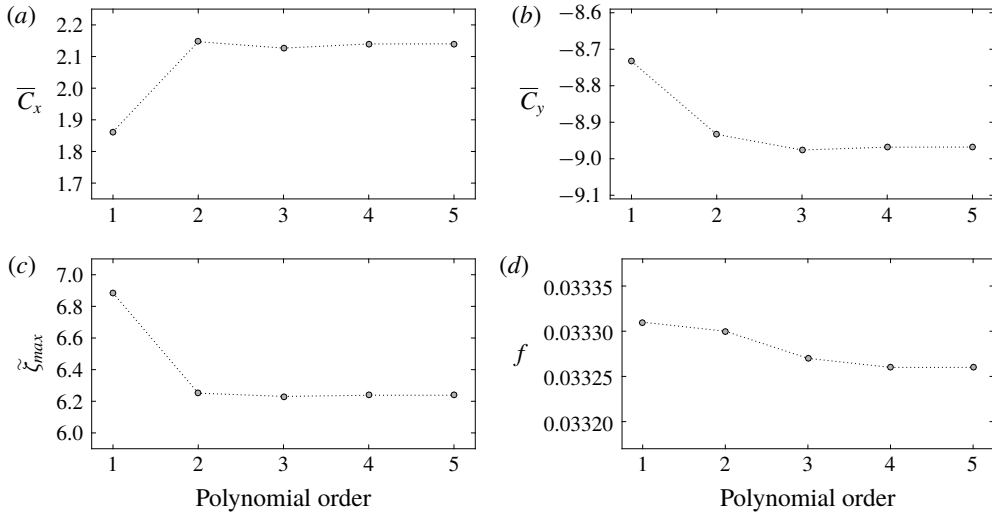 (a)
2.2
2.1
2.0
1.9
1.8
1.7
C̅x
1 2 3 4 5
(b)
−8.6
−8.7
−8.8
−8.9
−9.0
−9.1
C̅y
1 2 3 4 5
(c)
7.0
6.8
6.6
6.4
6.2
6.0
ζ̃max
1 2 3 4 5
Polynomial order
(d)
0.03335
0.03330
0.03325
0.03320
f
1 2 3 4 5
Polynomial order